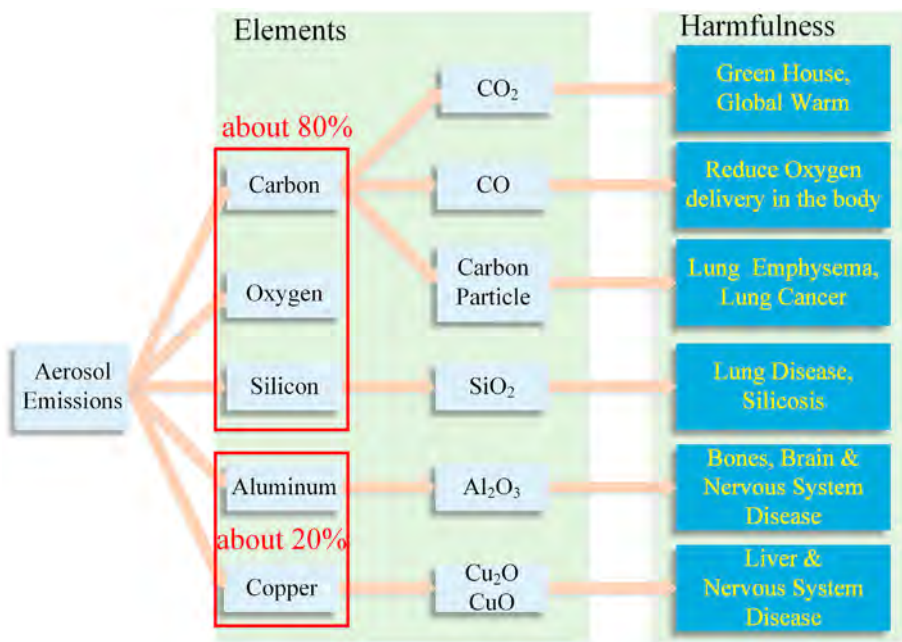 Elements
Harmfulness
about 80%
Aerosol
Emissions
Carbon
Oxygen
Silicon
Aluminum
about 20%
Copper
CO₂
CO
Carbon
Particle
SiO₂
Al₂O₃
Cu₂O
CuO
Green House,
Global Warm
Reduce Oxygen
delivery in the body
Lung Emphysema,
Lung Cancer
Lung Disease,
Silicosis
Bones, Brain &
Nervous System
Disease
Liver &
Nervous System
Disease